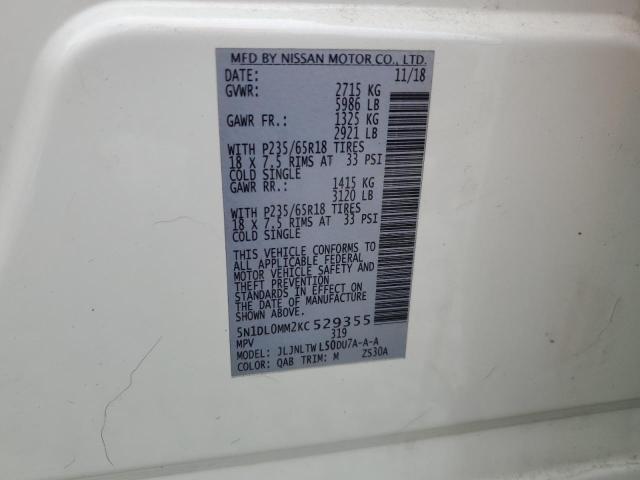 MFD BY NISSAN MOTOR CO., LTD.
DATE: 11/18
GVWR: 2715 KG
5986 LB
GAWR FR.: 1325 KG
2921 LB
WITH P235/65R18 TIRES
18 X 7.5 RIMS AT 33 PSI
COLD SINGLE
GAWR RR.: 1415 KG
3120 LB
WITH P235/65R18 TIRES
18 X 7.5 RIMS AT 33 PSI
COLD SINGLE
THIS VEHICLE CONFORMS TO
ALL APPLICABLE FEDERAL
MOTOR VEHICLE SAFETY AND
THEFT PREVENTION
STANDARDS IN EFFECT ON
THE DATE OF MANUFACTURE
SHOWN ABOVE.
5N1DL0MM2KC529355
MPV 319
MODEL: JLJNLTWL50DU7A-A-A
COLOR: QAB TRIM: M ZS30A